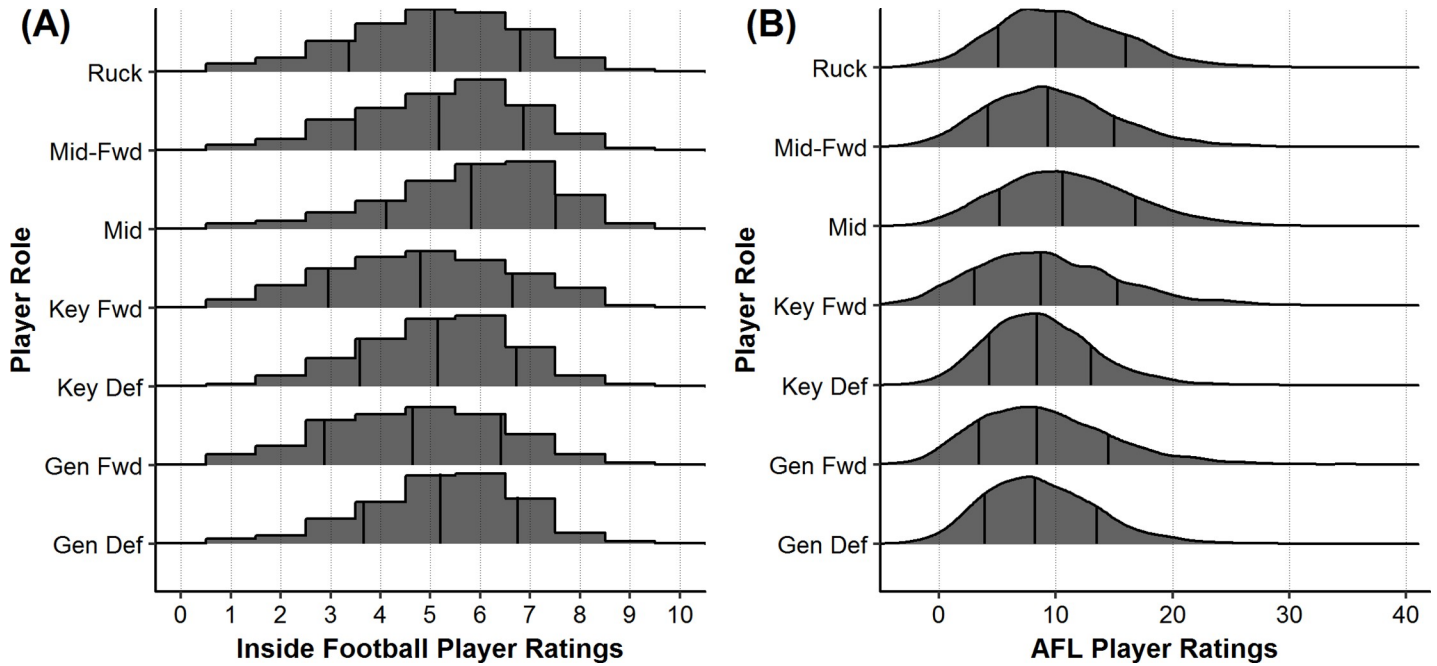 (A)
Player Role
Ruck
Mid-Fwd
Mid
Key Fwd
Key Def
Gen Fwd
Gen Def
0 1 2 3 4 5 6 7 8 9 10
Inside Football Player Ratings
(B)
Player Role
Ruck
Mid-Fwd
Mid
Key Fwd
Key Def
Gen Fwd
Gen Def
0 10 20 30 40
AFL Player Ratings